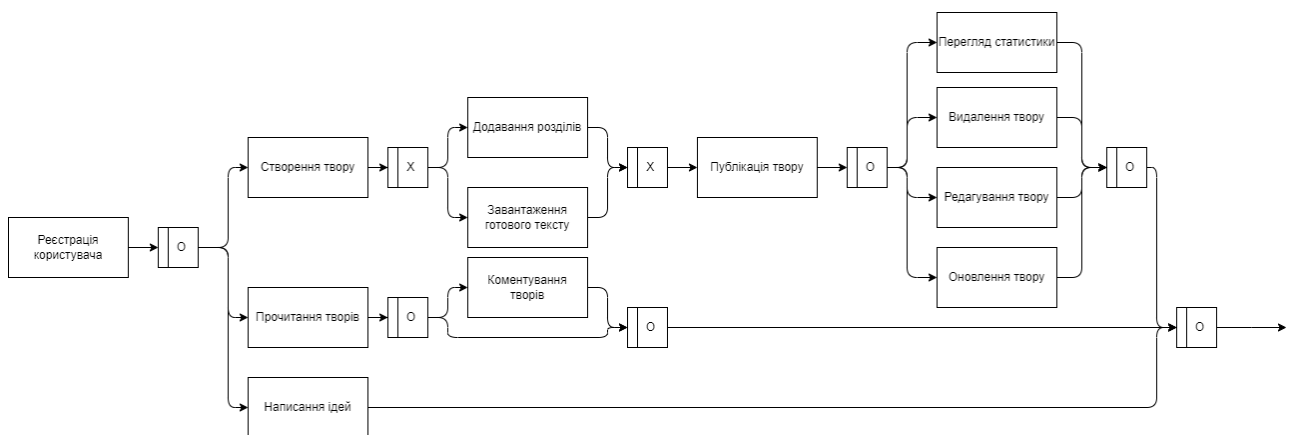 Перегляд статистики
Видалення твору
Додавання розділів
Створення твору
X
X
Публікація твору
O
O
Редагування твору
Завантаження
готового тексту
Реєстрація
користувача
O
Оновлення твору
Коментування
творів
Прочитання творів
O
O
O
Написання ідей